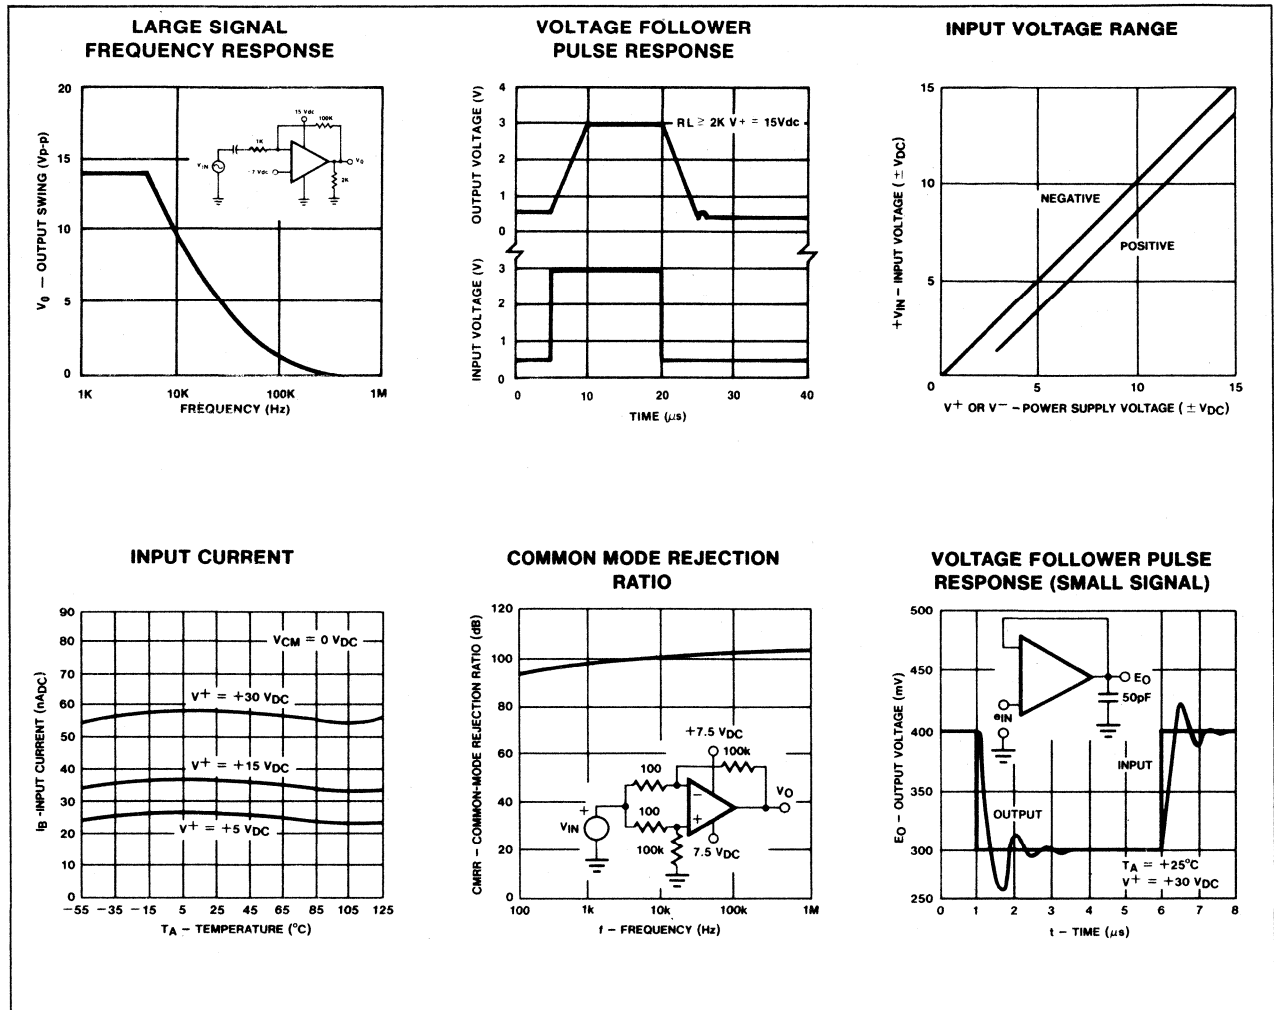 LARGE SIGNAL
FREQUENCY RESPONSE
20
15
10
5
0
V0 — OUTPUT SWING (Vp-p)
15 Vdc
100K
1K
VIN
+7 Vdc
V0
2K
1K
10K
100K
1M
FREQUENCY (Hz)
VOLTAGE FOLLOWER
PULSE RESPONSE
4
3
2
1
0
OUTPUT VOLTAGE (V)
RL ≥ 2K V+ = 15Vdc
3
2
1
0
INPUT VOLTAGE (V)
0
10
20
30
40
TIME (μs)
INPUT VOLTAGE RANGE
15
10
5
0
+VIN – INPUT VOLTAGE (± VDC)
NEGATIVE
POSITIVE
5
10
15
V+ OR V− – POWER SUPPLY VOLTAGE (± VDC)
INPUT CURRENT
90
80
70
60
50
40
30
20
10
0
IB -INPUT CURRENT (nADC)
VCM = 0 VDC
V+ = +30 VDC
V+ = +15 VDC
V+ = +5 VDC
−55 −35 −15 5 25 45 65 85 105 125
TA – TEMPERATURE (°C)
COMMON MODE REJECTION
RATIO
120
100
80
60
40
20
0
CMRR – COMMON-MODE REJECTION RATIO (dB)
+7.5 VDC
100k
100
100
VO
+
VIN
−
+
100k
7.5 VDC
100
1k
10k
100k
1M
f – FREQUENCY (Hz)
VOLTAGE FOLLOWER PULSE
RESPONSE (SMALL SIGNAL)
500
450
400
350
300
250
EO – OUTPUT VOLTAGE (mV)
EO
50pF
eIN
INPUT
OUTPUT
TA = +25°C
V+ = +30 VDC
0 1 2 3 4 5 6 7 8
t – TIME (μs)